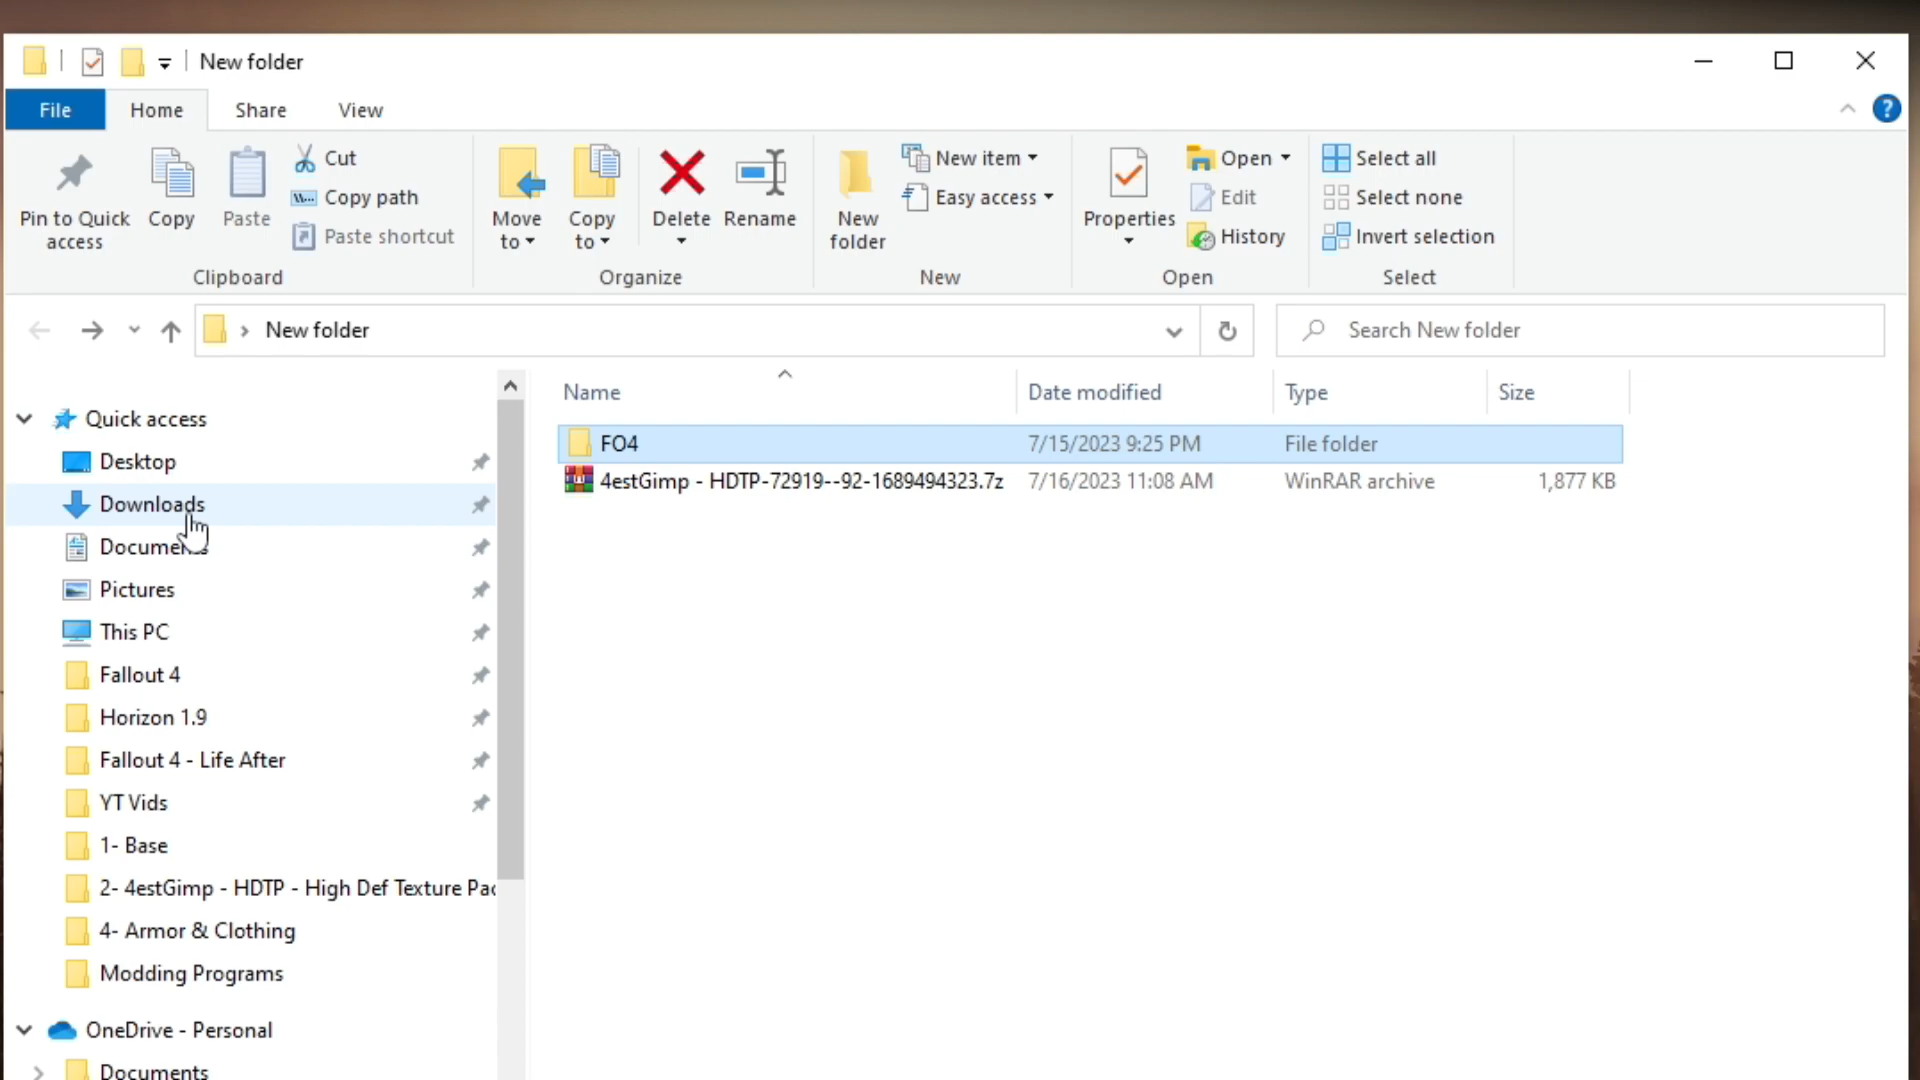 New folder
File Home Share View
Pin to Quick access
Copy
Paste
Cut
Copy path
Paste shortcut
Clipboard
Move to
Copy to
Delete
Rename
Organize
New folder
New item
Easy access
New
Properties
Open
Edit
History
Open
Select all
Select none
Invert selection
Select
New folder
Search New folder
Quick access
Desktop
Downloads
Pictures
This PC
Fallout 4
Horizon 1.9
Fallout 4 - Life After
YT Vids
1- Base
2- 4estGimp - HDTP - High Def Texture Pac
4- Armor & Clothing
Modding Programs
OneDrive - Personal
Documents
Name Date modified Type Size
FO4 7/15/2023 9:25 PM File folder
4estGimp - HDTP-72919--92-1689494323.7z 7/16/2023 11:08 AM WinRAR archive 1,877 KB